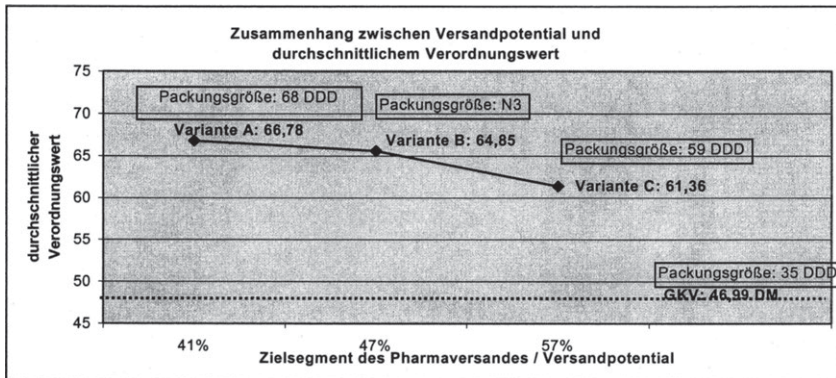 Zusammenhang zwischen Versandpotential und
durchschnittlichem Verordnungswert
durchschnittlicher
Verordnungswert
75
70
65
60
55
50
45
Packungsgröße: 68 DDD
Variante A: 66,78
Packungsgröße: N3
Variante B: 64,85
Packungsgröße: 59 DDD
Variante C: 61,36
Packungsgröße: 35 DDD
GKV: 46,99 DM
41%
47%
57%
Zielsegment des Pharmaversandes / Versandpotential